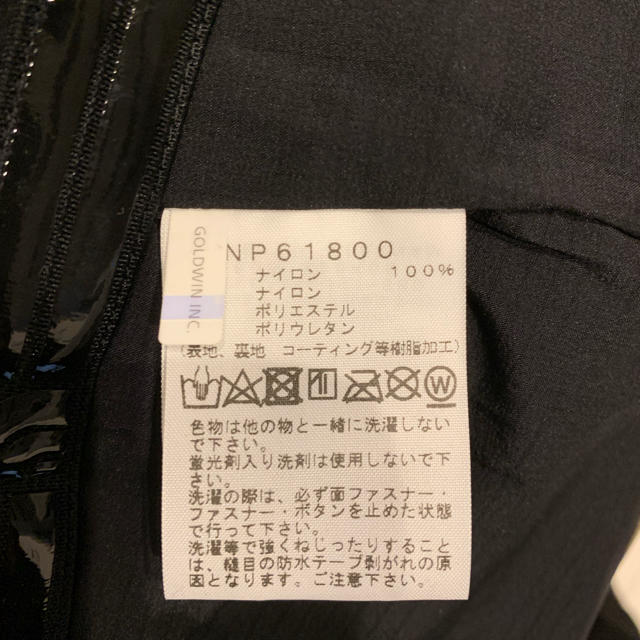 GOLDWIN INC.
NP61800
ナイロン 100%
ナイロン
ポリエステル
ポリウレタン
(表地、裏地 コーティング等樹脂加工)
W
色物は他の物と一緒に洗濯しない
で下さい。
蛍光剤入り洗剤は使用しないで下
さい。
洗濯の際は、必ず面ファスナー・
ファスナー・ボタンを止めた状態
で行って下さい。
洗濯等で強くねじったりすること
は、縫目の防水テープ剥がれの原
因となります。ご注意下さい。